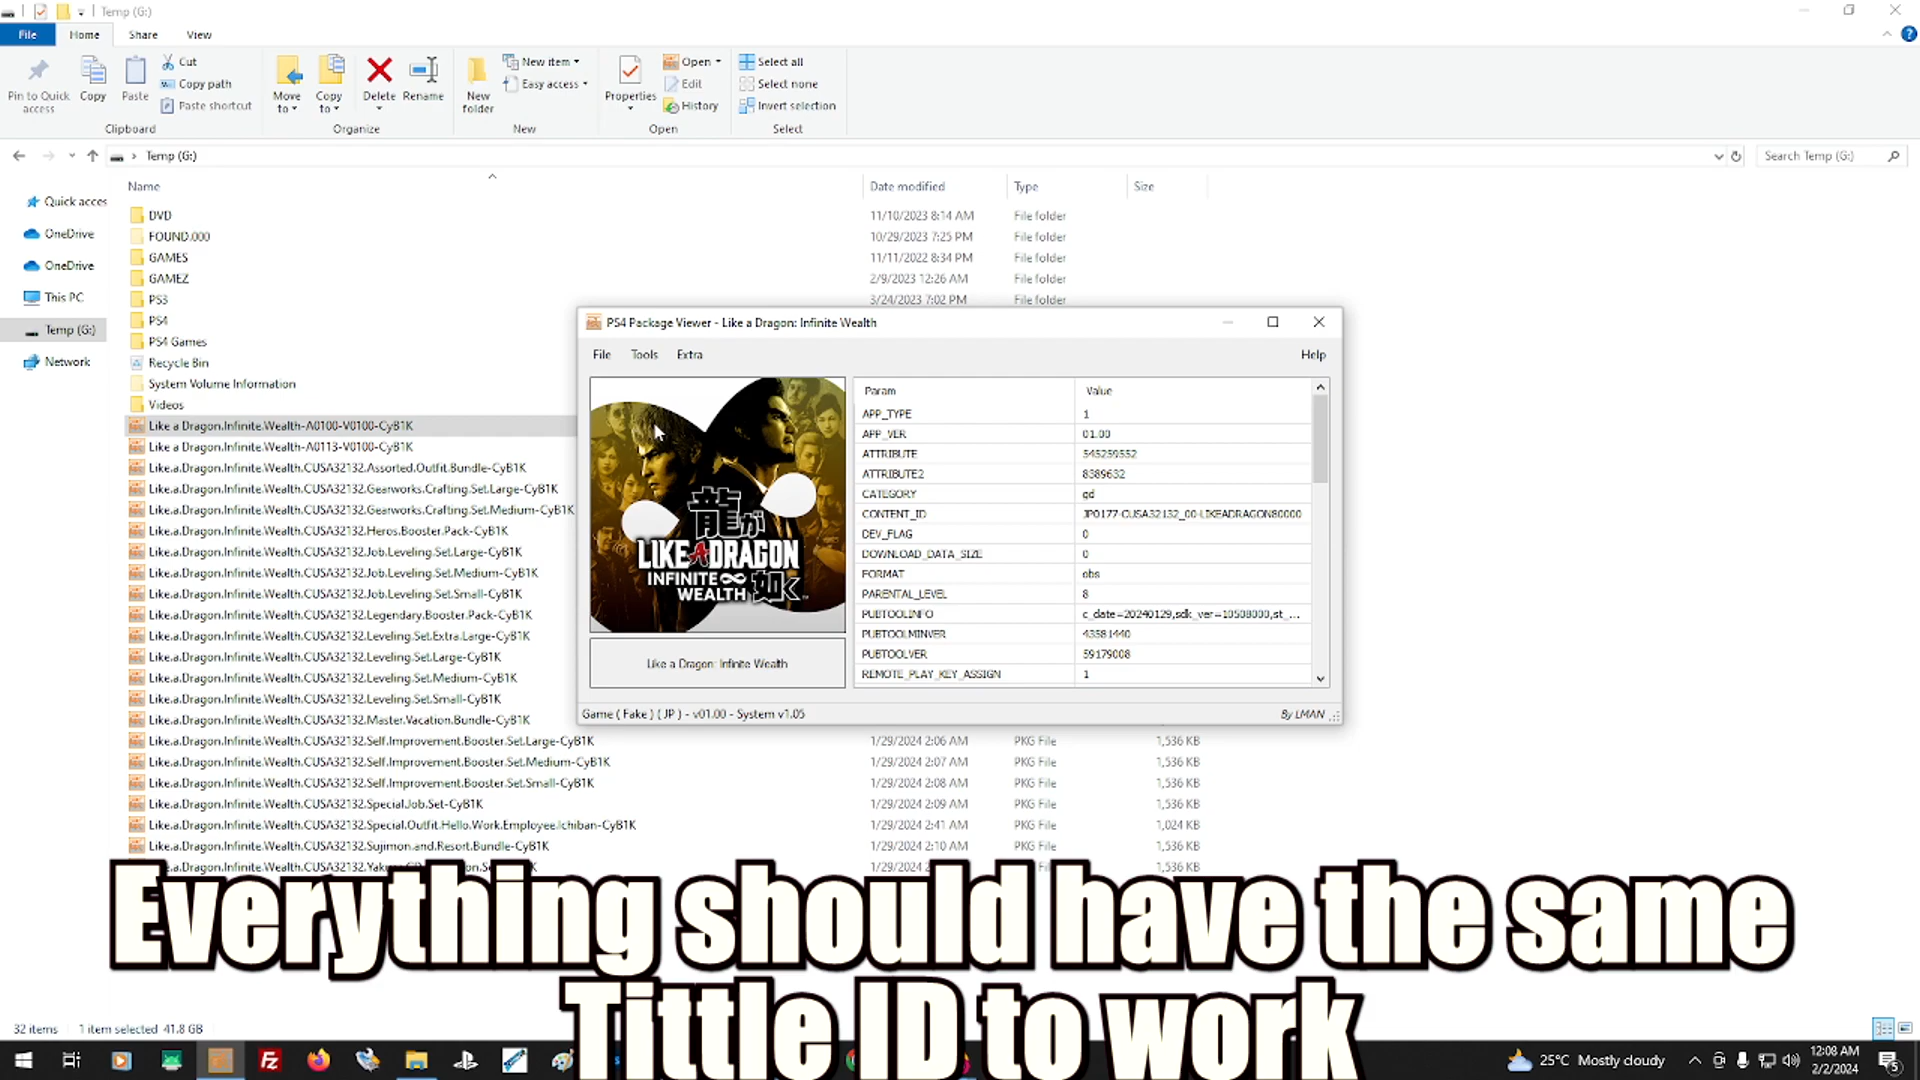 Temp (G:)
File Home Share View
Pin to Quick access
Copy
Paste
Cut
Copy path
Paste shortcut
Clipboard
Move to
Copy to
Delete
Rename
Organize
New folder
New item
Easy access
New
Properties
Open
Edit
History
Open
Select all
Select none
Invert selection
Select
Temp (G:)
Search Temp (G:)
Quick acces
OneDrive
OneDrive
This PC
Temp (G:)
Network
Name Date modified Type Size
DVD 11/10/2023 8:14 AM File folder
FOUND.000 10/29/2023 7:25 PM File folder
GAMES 11/11/2022 8:34 PM File folder
GAMEZ 2/9/2023 12:26 AM File folder
PS3 3/24/2023 7:02 PM File folder
PS4
PS4 Games
Recycle Bin
System Volume Information
Videos
Like a Dragon.Infinite.Wealth-A0100-V0100-CyB1K
Like a Dragon.Infinite.Wealth-A0113-V0100-CyB1K
Like.a.Dragon.Infinite.Wealth.CUSA32132.Assorted.Outfit.Bundle-CyB1K
Like.a.Dragon.Infinite.Wealth.CUSA32132.Gearworks.Crafting.Set.Large-CyB1K
Like.a.Dragon.Infinite.Wealth.CUSA32132.Gearworks.Crafting.Set.Medium-CyB1K
Like.a.Dragon.Infinite.Wealth.CUSA32132.Heros.Booster.Pack-CyB1K
Like.a.Dragon.Infinite.Wealth.CUSA32132.Job.Leveling.Set.Large-CyB1K
Like.a.Dragon.Infinite.Wealth.CUSA32132.Job.Leveling.Set.Medium-CyB1K
Like.a.Dragon.Infinite.Wealth.CUSA32132.Job.Leveling.Set.Small-CyB1K
Like.a.Dragon.Infinite.Wealth.CUSA32132.Legendary.Booster.Pack-CyB1K
Like.a.Dragon.Infinite.Wealth.CUSA32132.Leveling.Set.Extra.Large-CyB1K
Like.a.Dragon.Infinite.Wealth.CUSA32132.Leveling.Set.Large-CyB1K
Like.a.Dragon.Infinite.Wealth.CUSA32132.Leveling.Set.Medium-CyB1K
Like.a.Dragon.Infinite.Wealth.CUSA32132.Leveling.Set.Small-CyB1K
Like.a.Dragon.Infinite.Wealth.CUSA32132.Master.Vacation.Bundle-CyB1K
Like.a.Dragon.Infinite.Wealth.CUSA32132.Self.Improvement.Booster.Set.Large-CyB1K 1/29/2024 2:06 AM PKG File 1,536 KB
Like.a.Dragon.Infinite.Wealth.CUSA32132.Self.Improvement.Booster.Set.Medium-CyB1K 1/29/2024 2:07 AM PKG File 1,536 KB
Like.a.Dragon.Infinite.Wealth.CUSA32132.Self.Improvement.Booster.Set.Small-CyB1K 1/29/2024 2:08 AM PKG File 1,536 KB
Like.a.Dragon.Infinite.Wealth.CUSA32132.Special.Job.Set-CyB1K 1/29/2024 2:09 AM PKG File 1,536 KB
Like.a.Dragon.Infinite.Wealth.CUSA32132.Special.Outfit.Hello.Work.Employee.Ichiban-CyB1K 1/29/2024 2:41 AM PKG File 1,024 KB
Like.a.Dragon.Infinite.Wealth.CUSA32132.Sujimon.and.Resort.Bundle-CyB1K 1/29/2024 2:10 AM PKG File 1,536 KB
PKG File 1,536 KB
PS4 Package Viewer - Like a Dragon: Infinite Wealth
File Tools Extra Help
龍が
LIKE A DRAGON
INFINITE WEALTH 如く
Like a Dragon: Infinite Wealth
Param Value
APP_TYPE 1
APP_VER 01.00
ATTRIBUTE 545259552
ATTRIBUTE2 8389632
CATEGORY gd
CONTENT_ID JP0177-CUSA32132_00-LIKEADRAGON80000
DEV_FLAG 0
DOWNLOAD_DATA_SIZE 0
FORMAT obs
PARENTAL_LEVEL 8
PUBTOOLINFO c_date=20240129,sdk_ver=10508000,st_...
PUBTOOLMINVER 43581440
PUBTOOLVER 59179008
REMOTE_PLAY_KEY_ASSIGN 1
Game ( Fake ) ( JP ) - v01.00 - System v1.05 By LMAN
Everything should have the same
Tittle ID to work
32 items 1 item selected 41.8 GB
25°C Mostly cloudy
12:08 AM
2/2/2024
5